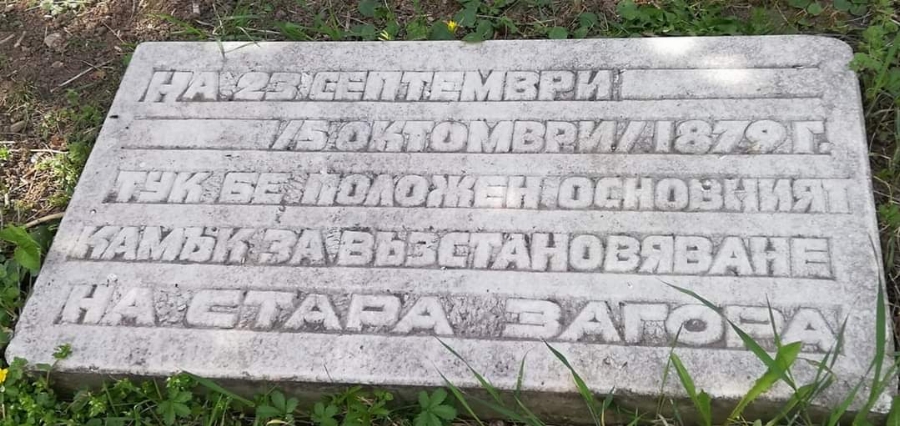 НА 23 СЕПТЕМВРИ
/5 ОКТОМВРИ/1879 Г.
ТУК БЕ ПОЛОЖЕН ОСНОВНИЯТ
КАМЪК ЗА ВЪЗСТАНОВЯВАНЕ
НА СТАРА ЗАГОРА